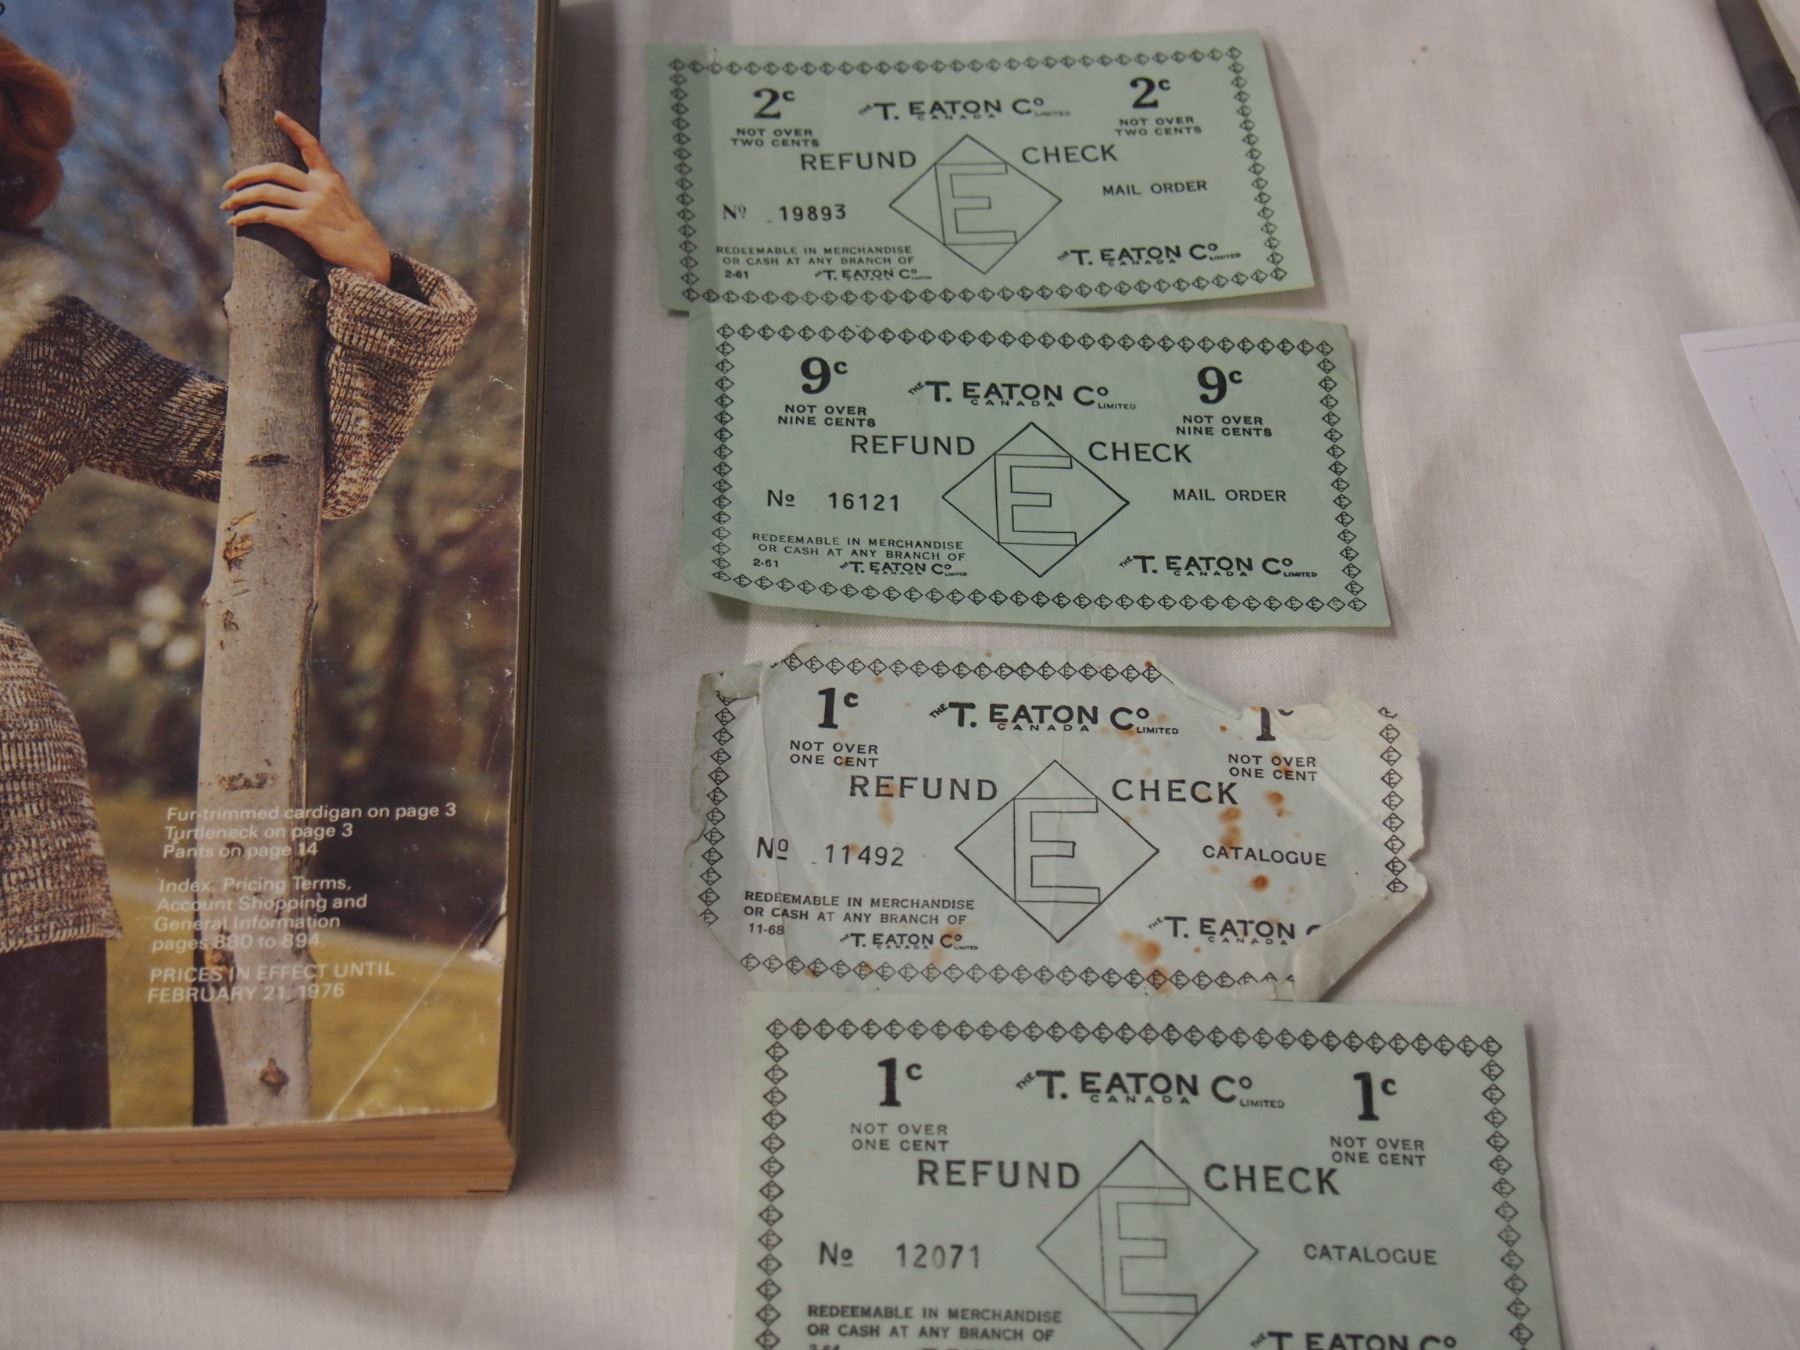 Fur-trimmed cardigan on page 3
Turtleneck on page 3
Pants on page 14
Index, Pricing Terms,
Account Shopping and
General Information
pages 880 to 894
PRICES IN EFFECT UNTIL
FEBRUARY 21, 1976
2c THE T. EATON Co LIMITED 2c
CANADA
NOT OVER NOT OVER
TWO CENTS TWO CENTS
REFUND E CHECK
MAIL ORDER
No 19893
REDEEMABLE IN MERCHANDISE
OR CASH AT ANY BRANCH OF
2-61 THE T. EATON Co LIMITED
THE T. EATON Co LIMITED
CANADA
9c THE T. EATON Co LIMITED 9c
CANADA
NOT OVER NOT OVER
NINE CENTS NINE CENTS
REFUND E CHECK
No 16121 MAIL ORDER
REDEEMABLE IN MERCHANDISE
OR CASH AT ANY BRANCH OF
2-61 THE T. EATON Co LIMITED
THE T. EATON Co LIMITED
CANADA
1c THE T. EATON Co LIMITED 1c
CANADA
NOT OVER NOT OVER
ONE CENT ONE CENT
REFUND E CHECK
No 11492 CATALOGUE
REDEEMABLE IN MERCHANDISE
OR CASH AT ANY BRANCH OF
11-68 THE T. EATON Co LIMITED
THE T. EATON
CANADA
1c THE T. EATON Co LIMITED 1c
CANADA
NOT OVER NOT OVER
ONE CENT ONE CENT
REFUND E CHECK
No 12071 CATALOGUE
REDEEMABLE IN MERCHANDISE
OR CASH AT ANY BRANCH OF
THE T. EATON Co